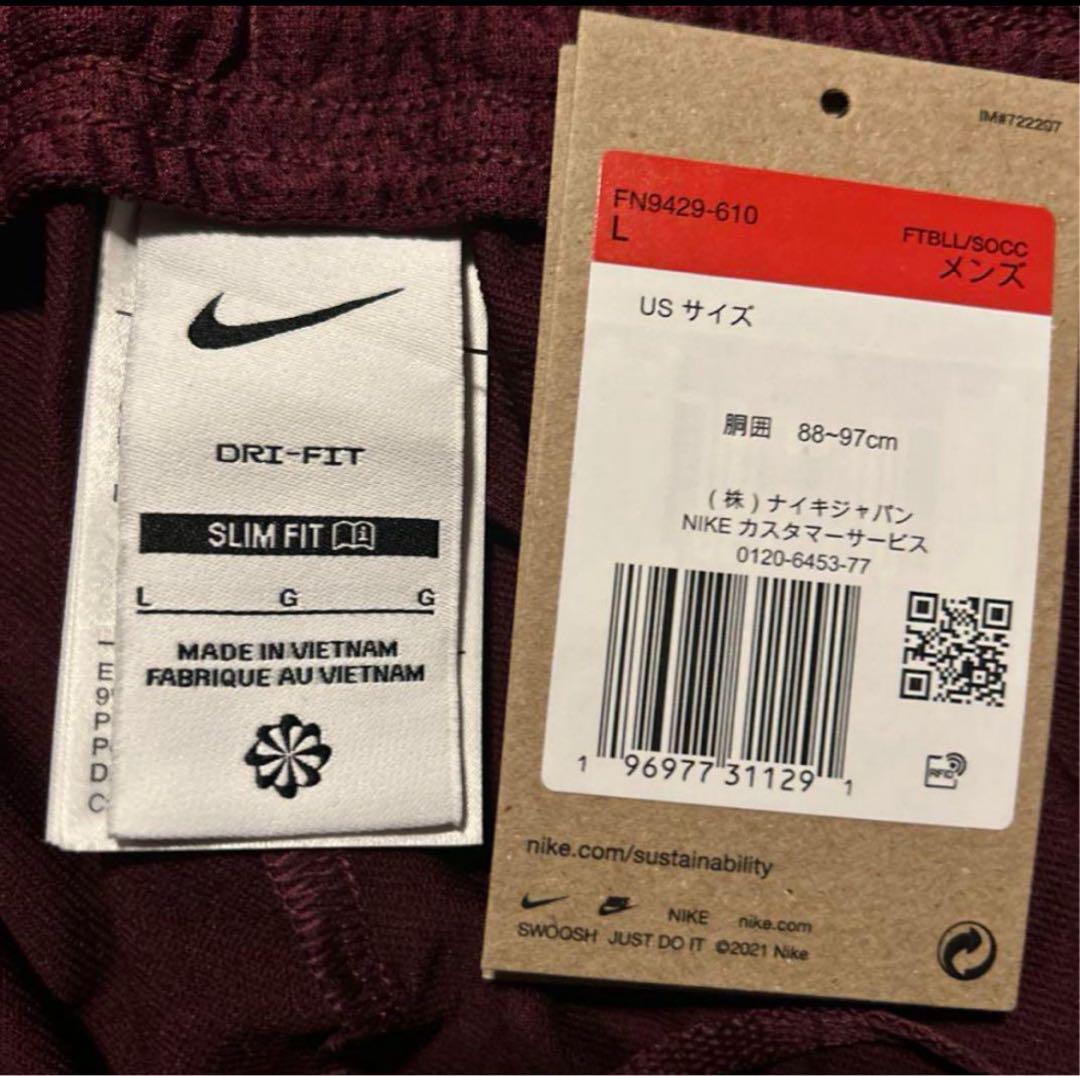 DRI-FIT
SLIM FIT
L G G
MADE IN VIETNAM
FABRIQUE AU VIETNAM
E
9
P
P
D
C
IM#722297
FN9429-610
L
FTBLL/SOCC
メンズ
US サイズ
胴囲 88~97cm
(株)ナイキジャパン
NIKE カスタマーサービス
0120-6453-77
1 96977 31129 1
RFID
nike.com/sustainability
NIKE nike.com
SWOOSH JUST DO IT ©2021 Nike